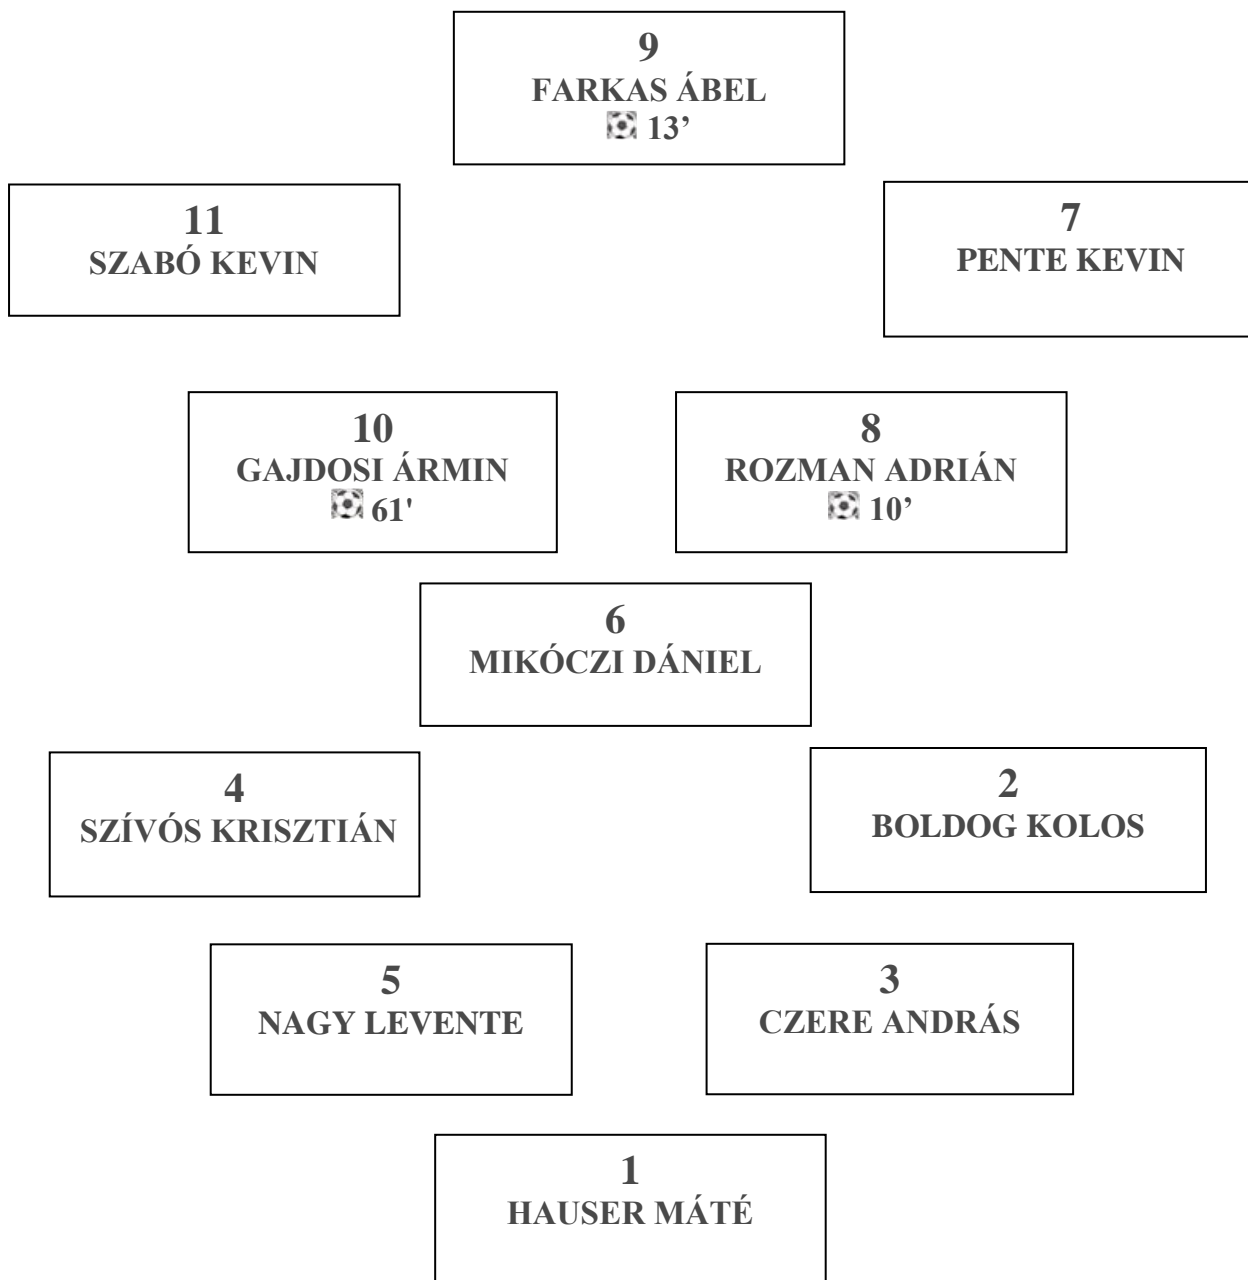 9
FARKAS ÁBEL
13’
11
SZABÓ KEVIN
7
PENTE KEVIN
10
GAJDOSI ÁRMIN
61'
8
ROZMAN ADRIÁN
10’
6
MIKÓCZI DÁNIEL
4
SZÍVÓS KRISZTIÁN
2
BOLDOG KOLOS
5
NAGY LEVENTE
3
CZERE ANDRÁS
1
HAUSER MÁTÉ